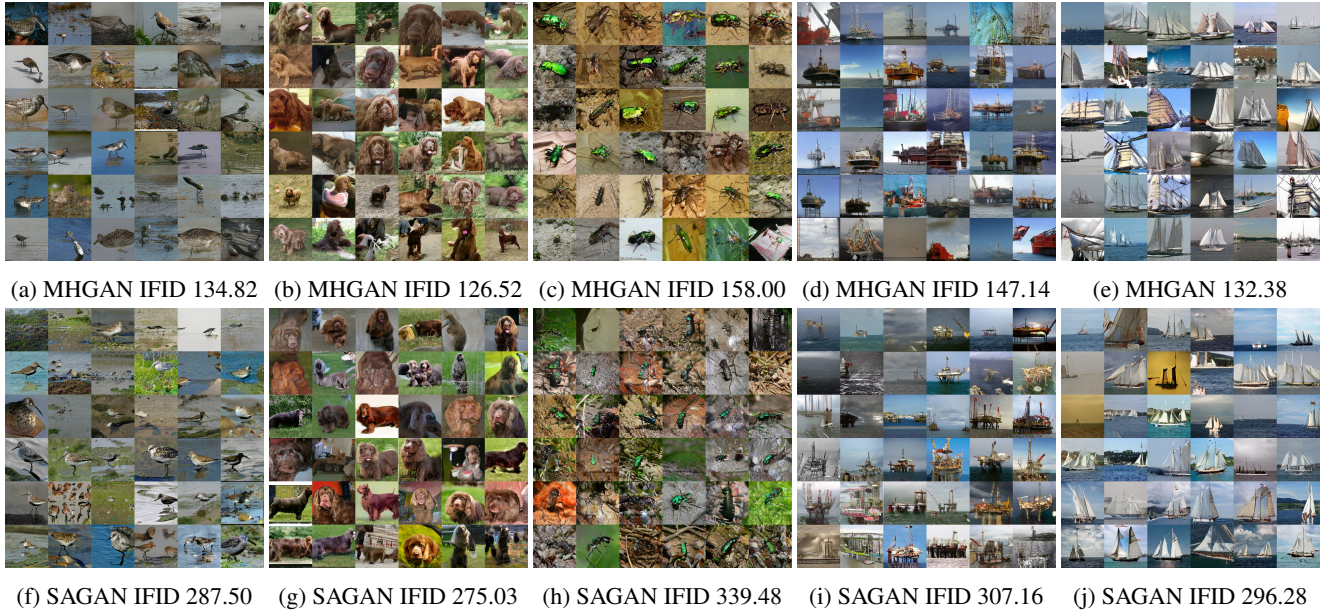 (a) MHGAN IFID 134.82
(b) MHGAN IFID 126.52
(c) MHGAN IFID 158.00
(d) MHGAN IFID 147.14
(e) MHGAN 132.38
(f) SAGAN IFID 287.50
(g) SAGAN IFID 275.03
(h) SAGAN IFID 339.48
(i) SAGAN IFID 307.16
(j) SAGAN IFID 296.28